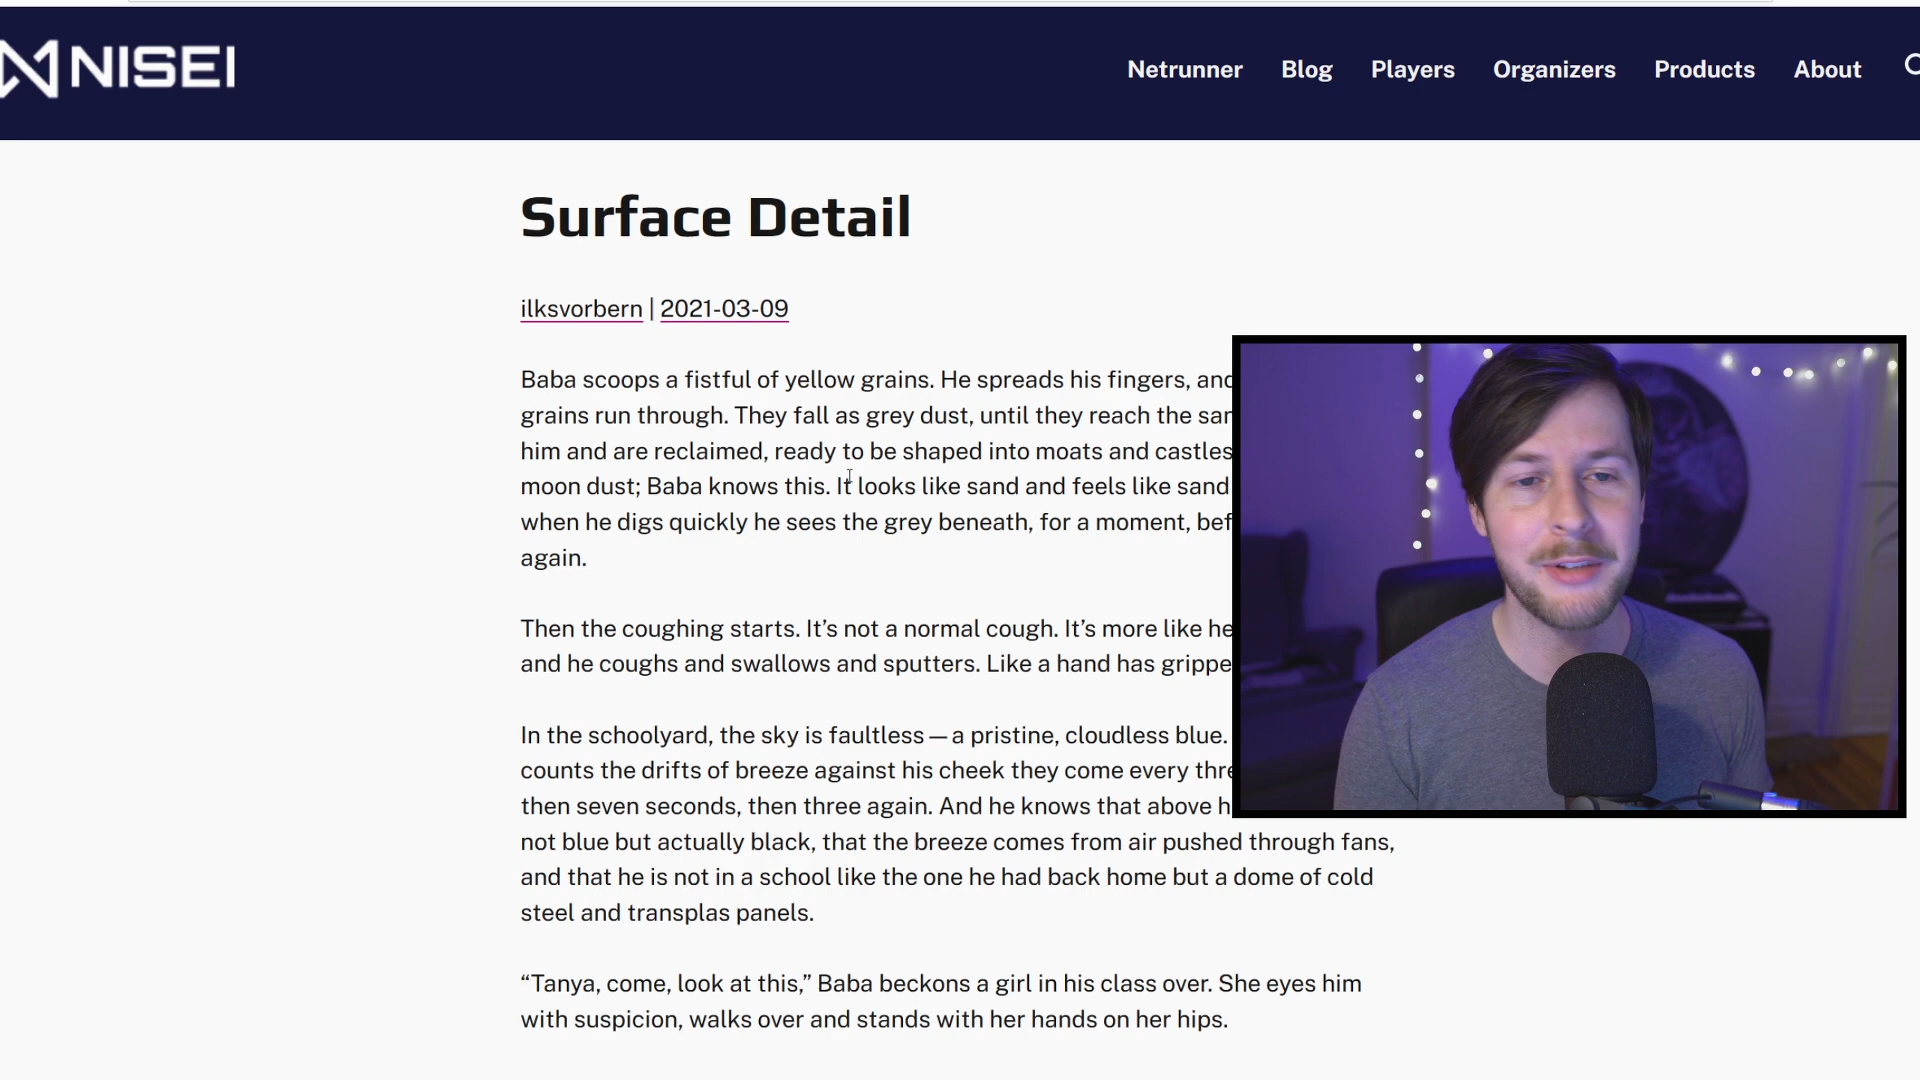 NISEI
Netrunner Blog Players Organizers Products About
Surface Detail
ilksvorbern | 2021-03-09
Baba scoops a fistful of yellow grains. He spreads his fingers, and
grains run through. They fall as grey dust, until they reach the
him and are reclaimed, ready to be shaped into moats and castles
moon dust; Baba knows this. It looks like sand and feels like sand
when he digs quickly he sees the grey beneath, for a moment,
again.
Then the coughing starts. It’s not a normal cough. It’s more like he
and he coughs and swallows and sputters. Like a hand has
In the schoolyard, the sky is faultless — a pristine, cloudless blue.
counts the drifts of breeze against his cheek they come every
then seven seconds, then three again. And he knows that above
not blue but actually black, that the breeze comes from air pushed through fans,
and that he is not in a school like the one he had back home but a dome of cold
steel and transplas panels.
“Tanya, come, look at this,” Baba beckons a girl in his class over. She eyes him
with suspicion, walks over and stands with her hands on her hips.